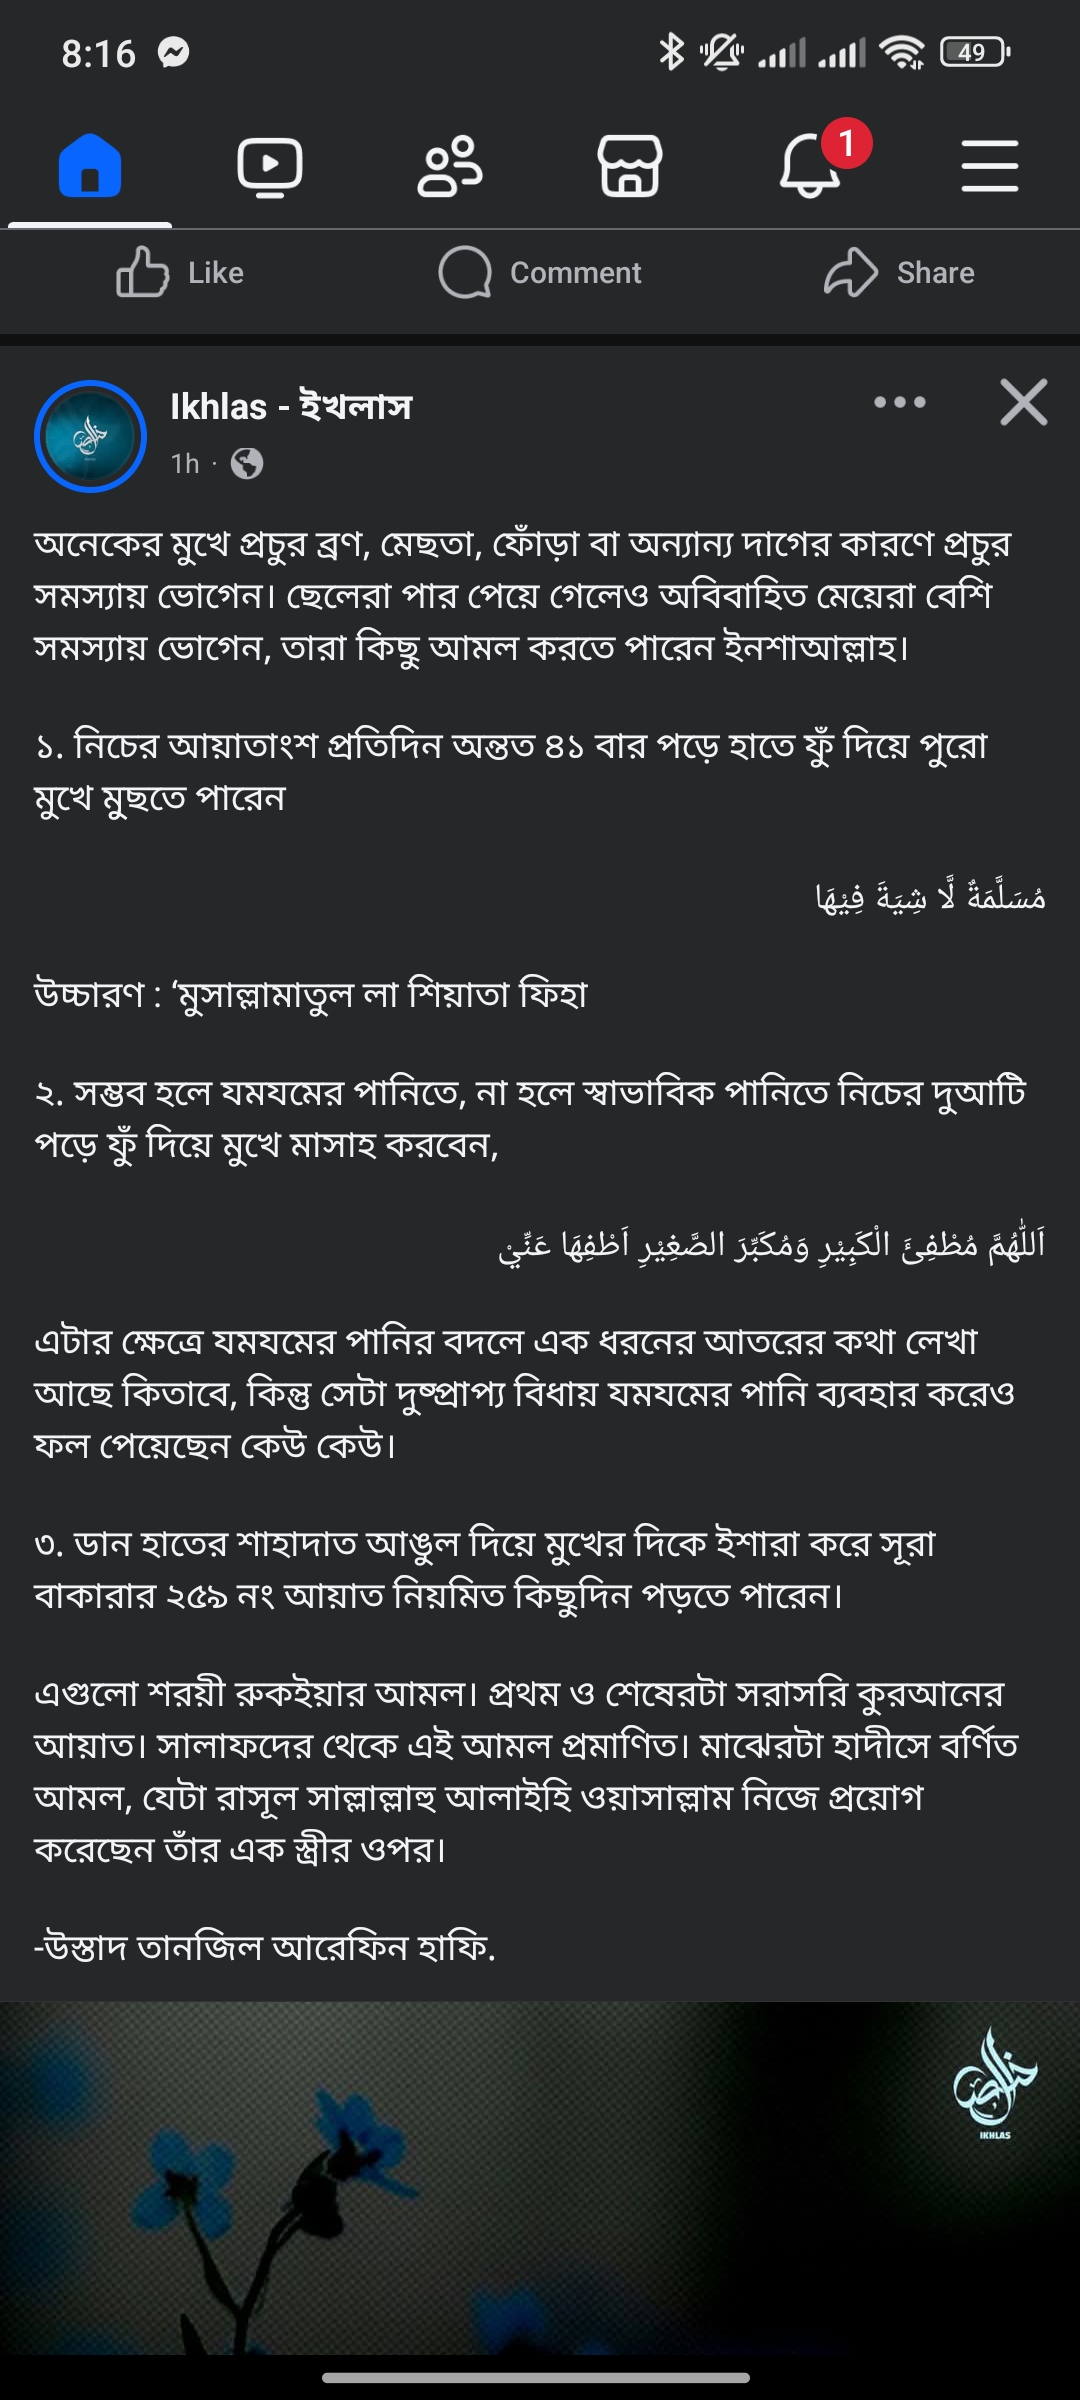 8:16
49
1
Like Comment Share
Ikhlas - ইখলাস
1h ·
অনেকের মুখে প্রচুর ব্রণ, মেছতা, ফোঁড়া বা অন্যান্য দাগের কারণে প্রচুর
সমস্যায় ভোগেন। ছেলেরা পার পেয়ে গেলেও অবিবাহিত মেয়েরা বেশি
সমস্যায় ভোগেন, তারা কিছু আমল করতে পারেন ইনশাআল্লাহ।
১. নিচের আয়াতাংশ প্রতিদিন অন্তত ৪১ বার পড়ে হাতে ফুঁ দিয়ে পুরো
মুখে মুছতে পারেন
مُسَلَّمَةٌ لَّا شِيَةَ فِيْهَا
উচ্চারণ : ‘মুসাল্লামাতুল লা শিয়াতা ফিহা
২. সম্ভব হলে যমযমের পানিতে, না হলে স্বাভাবিক পানিতে নিচের দুআটি
পড়ে ফুঁ দিয়ে মুখে মাসাহ করবেন,
اَللّٰهُمَّ مُطْفِئَ الْكَبِيْرِ وَمُكَبِّرَ الصَّغِيْرِ اَطْفِهَا عَنِّيْ
এটার ক্ষেত্রে যমযমের পানির বদলে এক ধরনের আতরের কথা লেখা
আছে কিতাবে, কিন্তু সেটা দুষ্প্রাপ্য বিধায় যমযমের পানি ব্যবহার করেও
ফল পেয়েছেন কেউ কেউ।
৩. ডান হাতের শাহাদাত আঙুল দিয়ে মুখের দিকে ইশারা করে সূরা
বাকারার ২৫৯ নং আয়াত নিয়মিত কিছুদিন পড়তে পারেন।
এগুলো শরয়ী রুকইয়ার আমল। প্রথম ও শেষেরটা সরাসরি কুরআনের
আয়াত। সালাফদের থেকে এই আমল প্রমাণিত। মাঝেরটা হাদীসে বর্ণিত
আমল, যেটা রাসূল সাল্লাল্লাহু আলাইহি ওয়াসাল্লাম নিজে প্রয়োগ
করেছেন তাঁর এক স্ত্রীর ওপর।
-উস্তাদ তানজিল আরেফিন হাফি.
IKHLAS